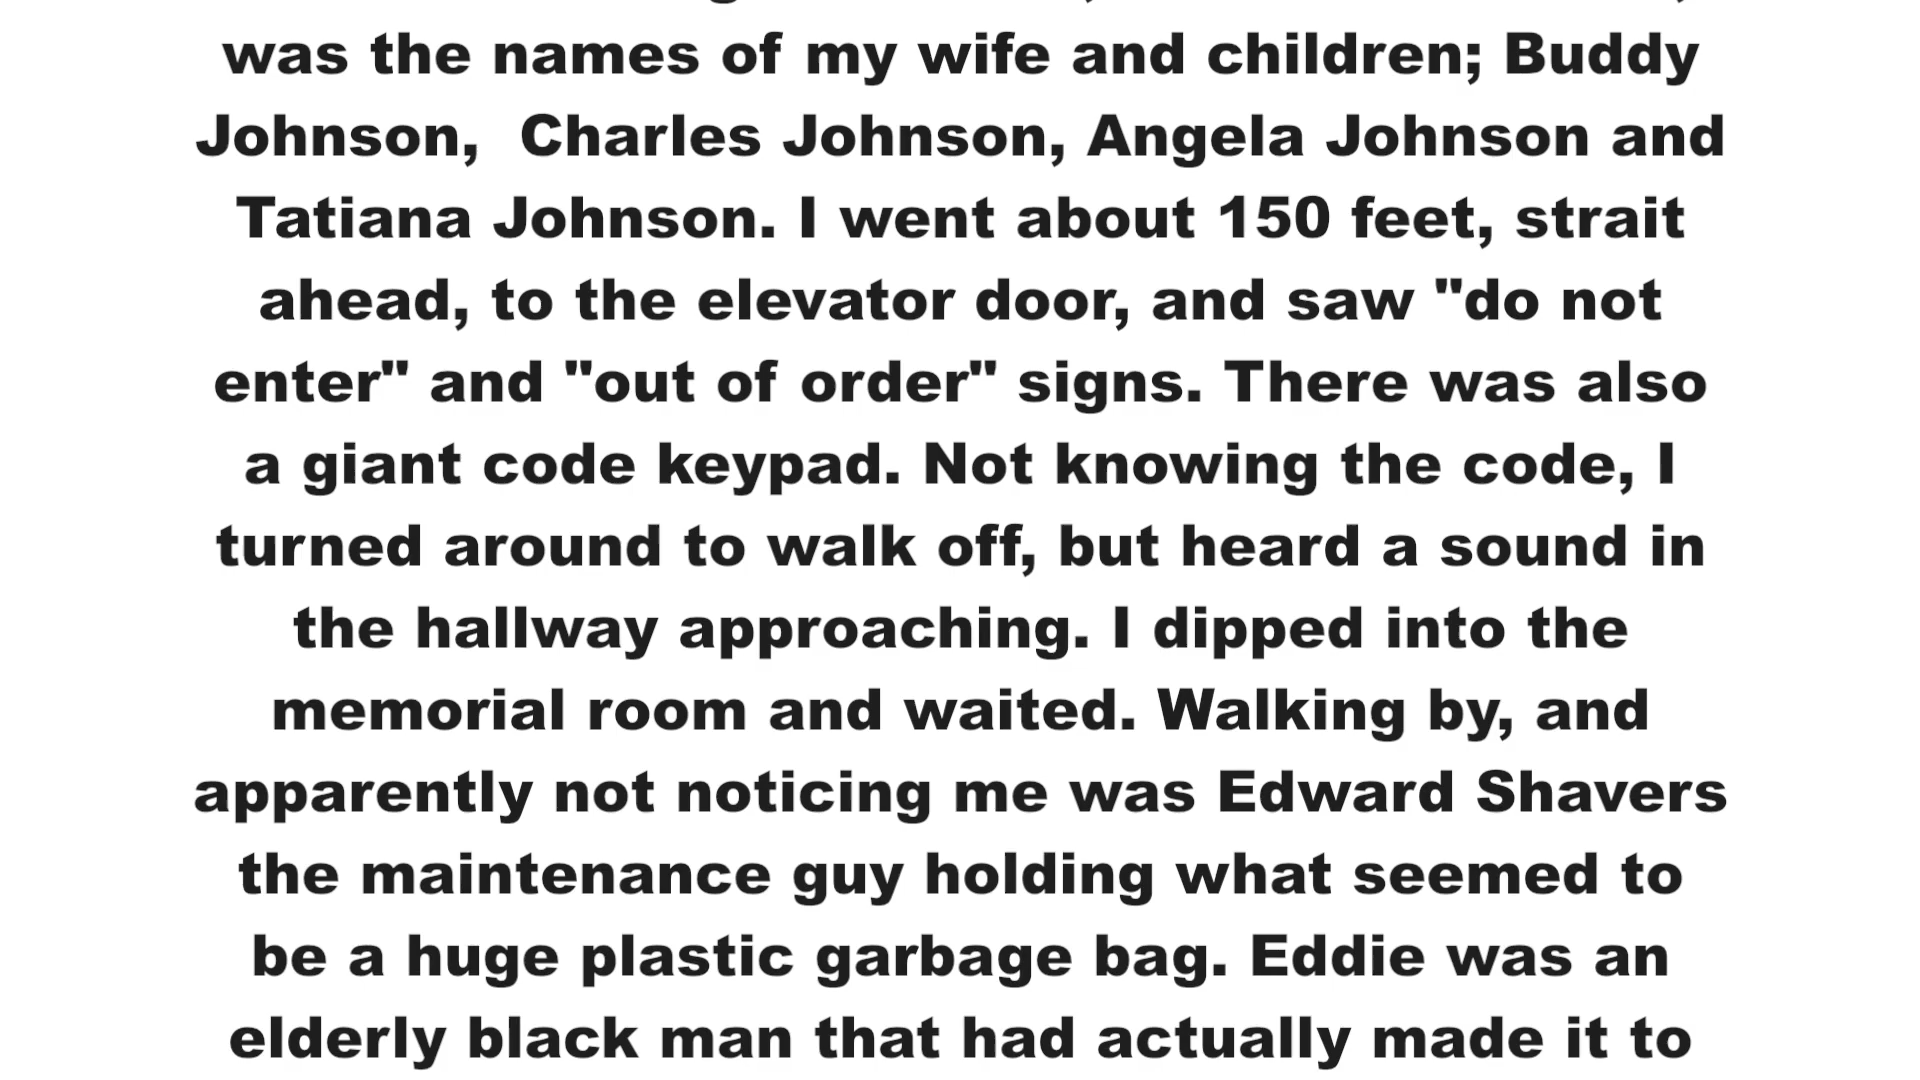 was the names of my wife and children; Buddy
Johnson,  Charles Johnson, Angela Johnson and
Tatiana Johnson. I went about 150 feet, strait
ahead, to the elevator door, and saw "do not
enter" and "out of order" signs. There was also
a giant code keypad. Not knowing the code, I
turned around to walk off, but heard a sound in
the hallway approaching. I dipped into the
memorial room and waited. Walking by, and
apparently not noticing me was Edward Shavers
the maintenance guy holding what seemed to
be a huge plastic garbage bag. Eddie was an
elderly black man that had actually made it to